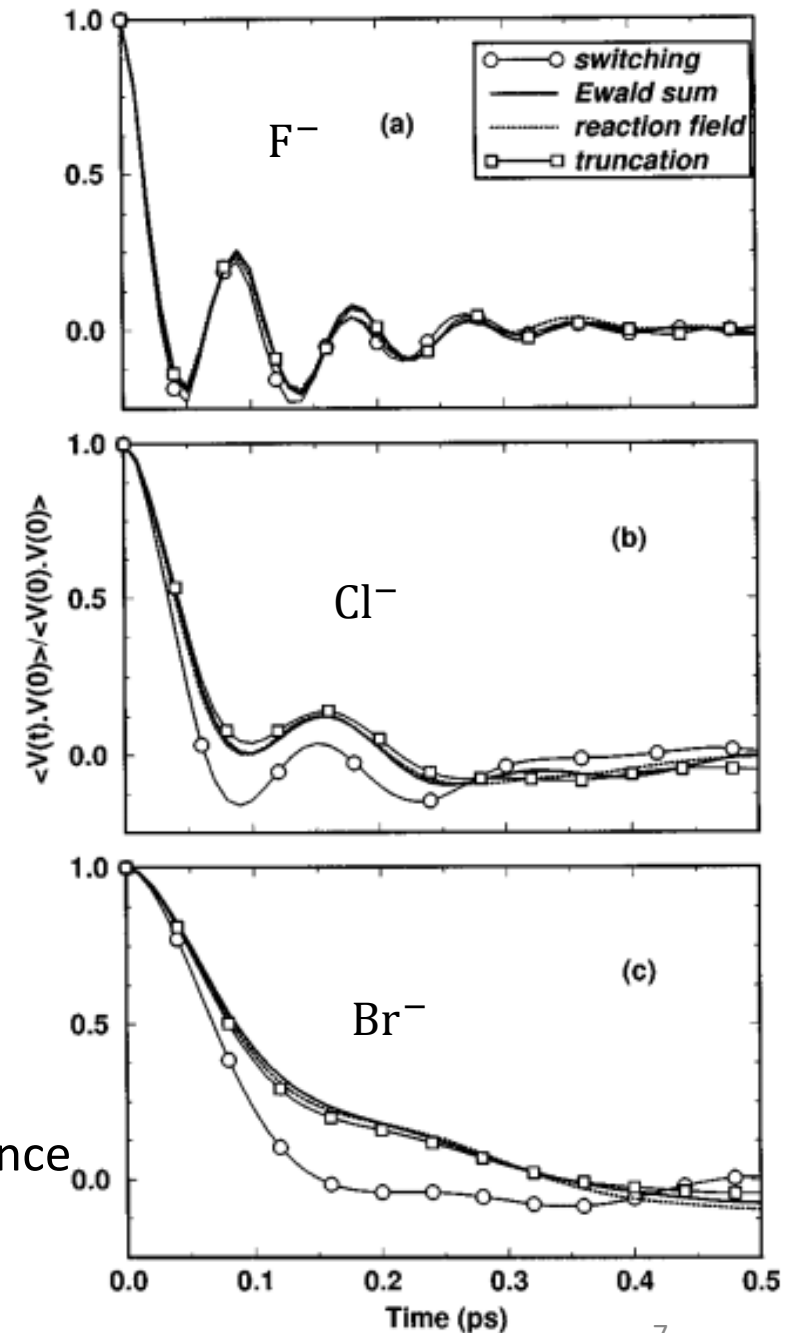 1.0
0.5
0.0
F⁻
(a)
switching
Ewald sum
reaction field
truncation
<V(t).V(0)>/<V(0).V(0)>
1.0
0.5
0.0
Cl⁻
(b)
1.0
0.5
0.0
Br⁻
(c)
nce
0.0 0.1 0.2 0.3 0.4 0.5
Time (ps)